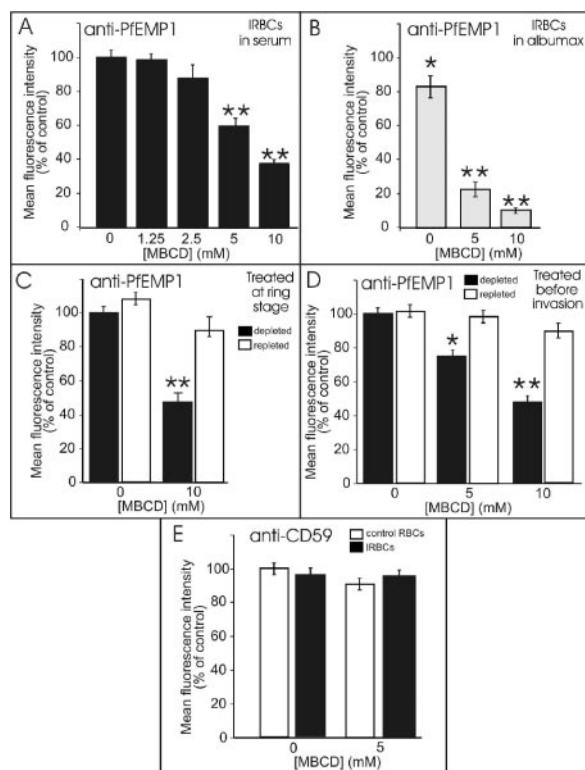 A anti-PfEMP1 IRBCs
in serum
Mean fluorescence intensity
(% of control)
100
80
60
40
20
0
**
**
0 1.25 2.5 5 10
[MBCD] (mM)
B anti-PfEMP1 IRBCs
in albumax
Mean fluorescence intensity
(% of control)
100
80
60
40
20
0
*
**
**
0 5 10
[MBCD] (mM)
C anti-PfEMP1 Treated
at ring
stage
depleted
repleted
Mean fluorescence intensity
(% of control)
100
80
60
40
20
0
**
0 10
[MBCD] (mM)
D anti-PfEMP1 depleted Treated
repleted before
invasion
Mean fluorescence intensity
(% of control)
100
80
60
40
20
0
*
**
0 5 10
[MBCD] (mM)
E anti-CD59 control RBCs
IRBCs
Mean fluorescence intensity
(% of control)
100
80
60
40
20
0
0 5
[MBCD] (mM)